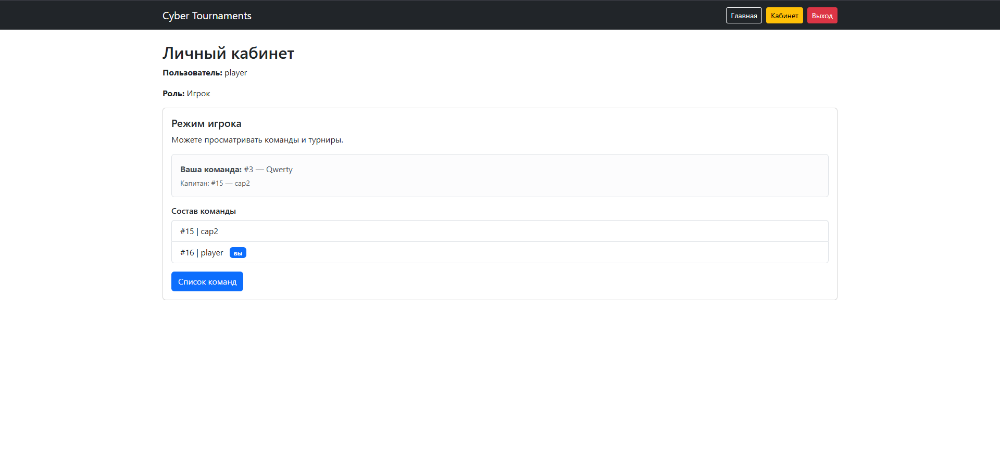 Cyber Tournaments
Главная
Кабинет
Выход
Личный кабинет
Пользователь: player
Роль: Игрок
Режим игрока
Можете просматривать команды и турниры.
Ваша команда: #3 — Qwerty
Капитан: #15 — cap2
Состав команды
#15 | cap2
#16 | player вы
Список команд